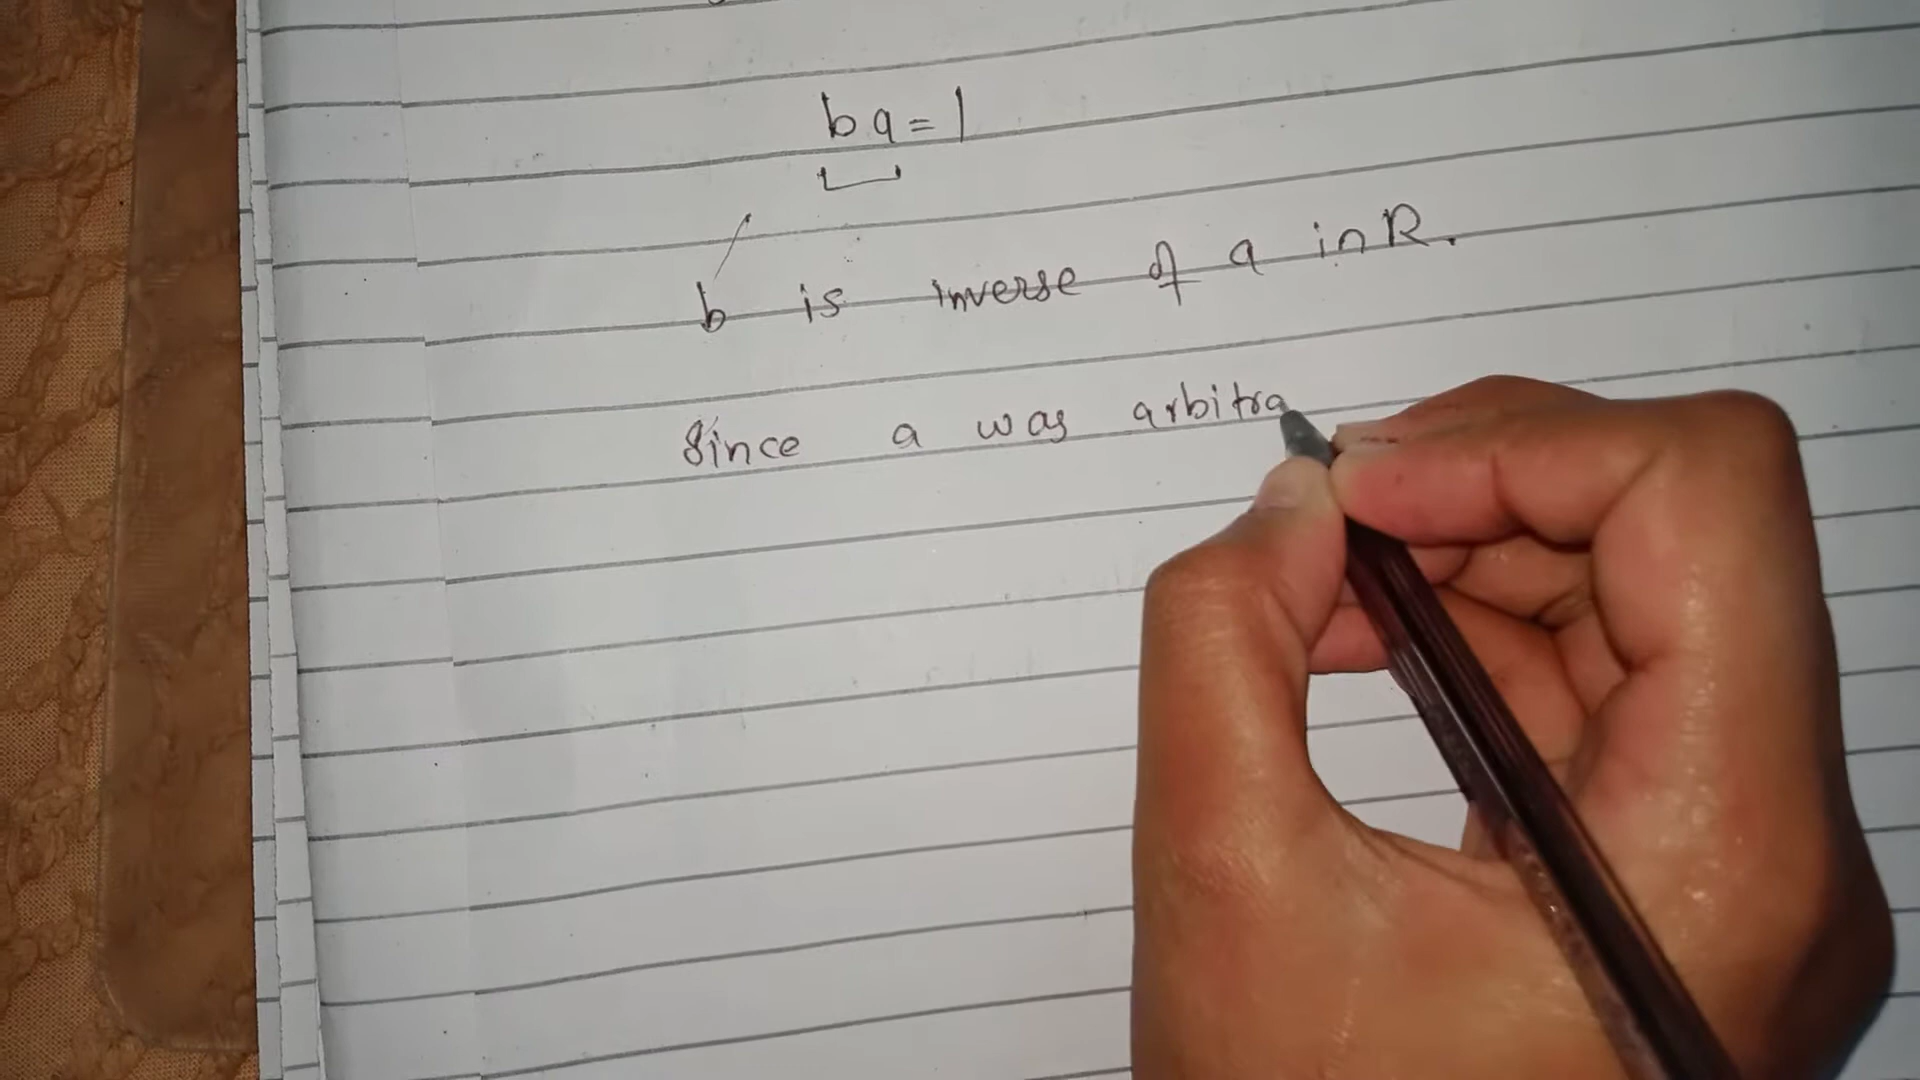 ba = 1
b is inverse of a in R.
Since a was arbitra